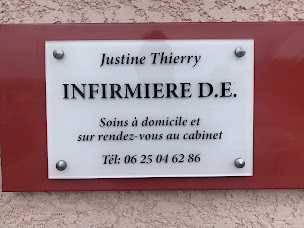 Justine Thierry
INFIRMIERE D.E.
Soins à domicile et
sur rendez-vous au cabinet
Tél: 06 25 04 62 86